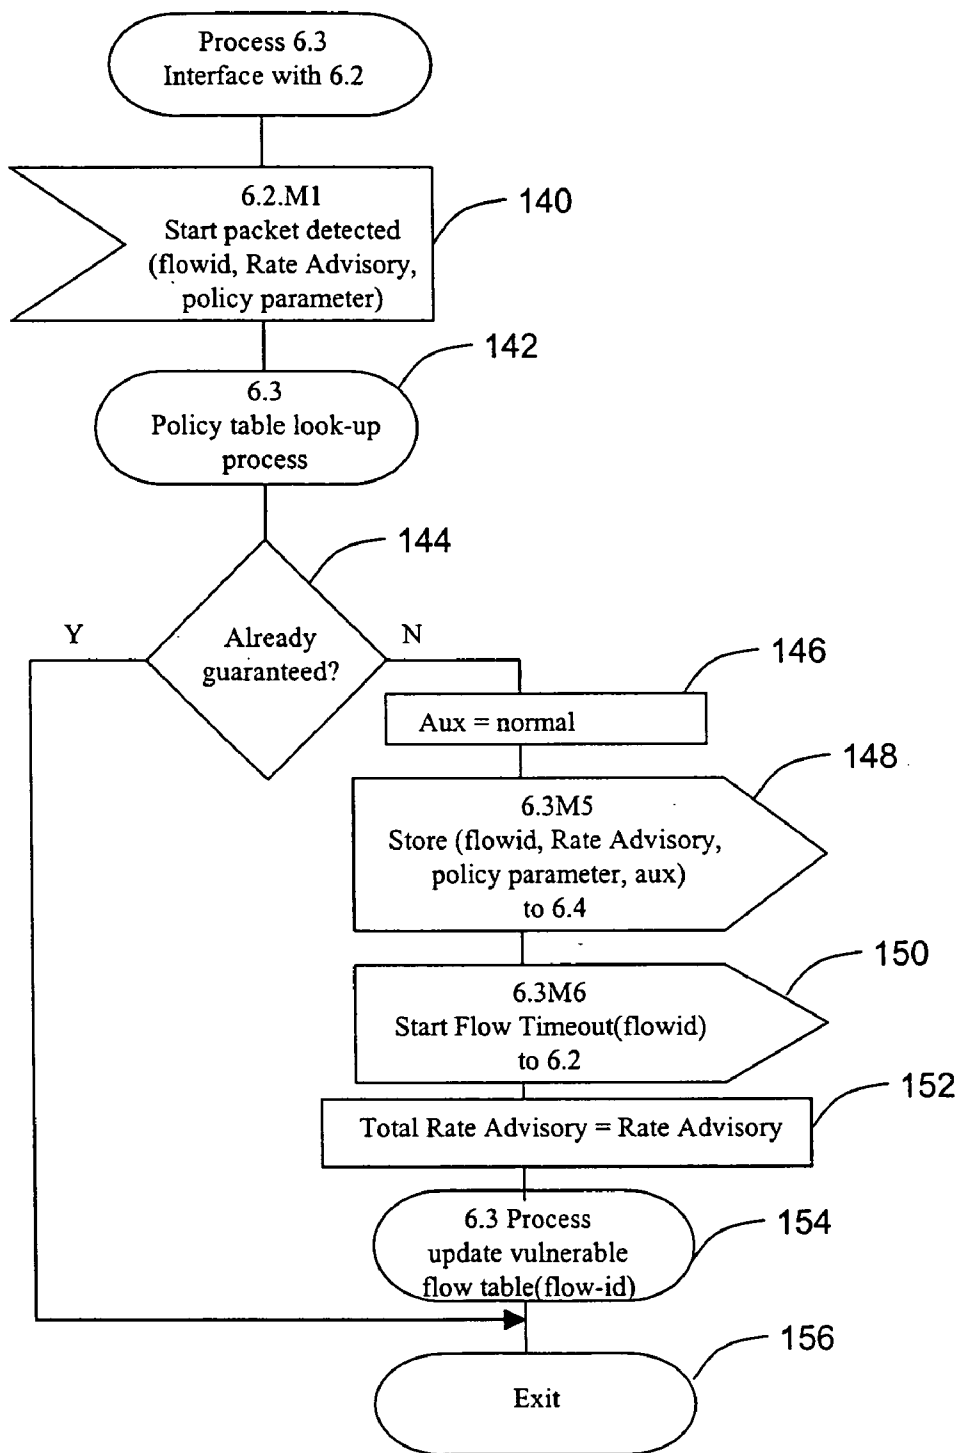 Process 6.3
Interface with 6.2
6.2.M1
Start packet detected
(flowid, Rate Advisory,
policy parameter)
140
142
6.3
Policy table look-up
process
144
Y
Already
guaranteed?
N
146
Aux = normal
148
6.3M5
Store (flowid, Rate Advisory,
policy parameter, aux)
to 6.4
150
6.3M6
Start Flow Timeout(flowid)
to 6.2
152
Total Rate Advisory = Rate Advisory
6.3 Process
update vulnerable
flow table(flow-id)
154
156
Exit